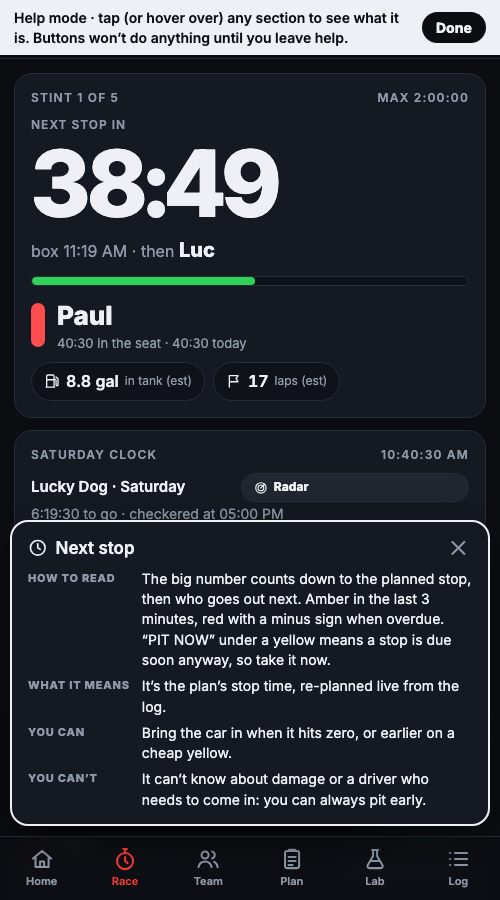 Help mode · tap (or hover over) any section to see what it
is. Buttons won't do anything until you leave help.
Done
STINT 1 OF 5
MAX 2:00:00
NEXT STOP IN
38:49
box 11:19 AM · then Luc
Paul
40:30 in the seat · 40:30 today
8.8 gal in tank (est)
17 laps (est)
SATURDAY CLOCK
10:40:30 AM
Lucky Dog · Saturday
Radar
6:19:30 to go · checkered at 05:00 PM
Next stop
HOW TO READ
The big number counts down to the planned stop,
then who goes out next. Amber in the last 3
minutes, red with a minus sign when overdue.
“PIT NOW” under a yellow means a stop is due
soon anyway, so take it now.
WHAT IT MEANS
It’s the plan’s stop time, re-planned live from the
log.
YOU CAN
Bring the car in when it hits zero, or earlier on a
cheap yellow.
YOU CAN’T
It can’t know about damage or a driver who
needs to come in: you can always pit early.
Home
Race
Team
Plan
Lab
Log